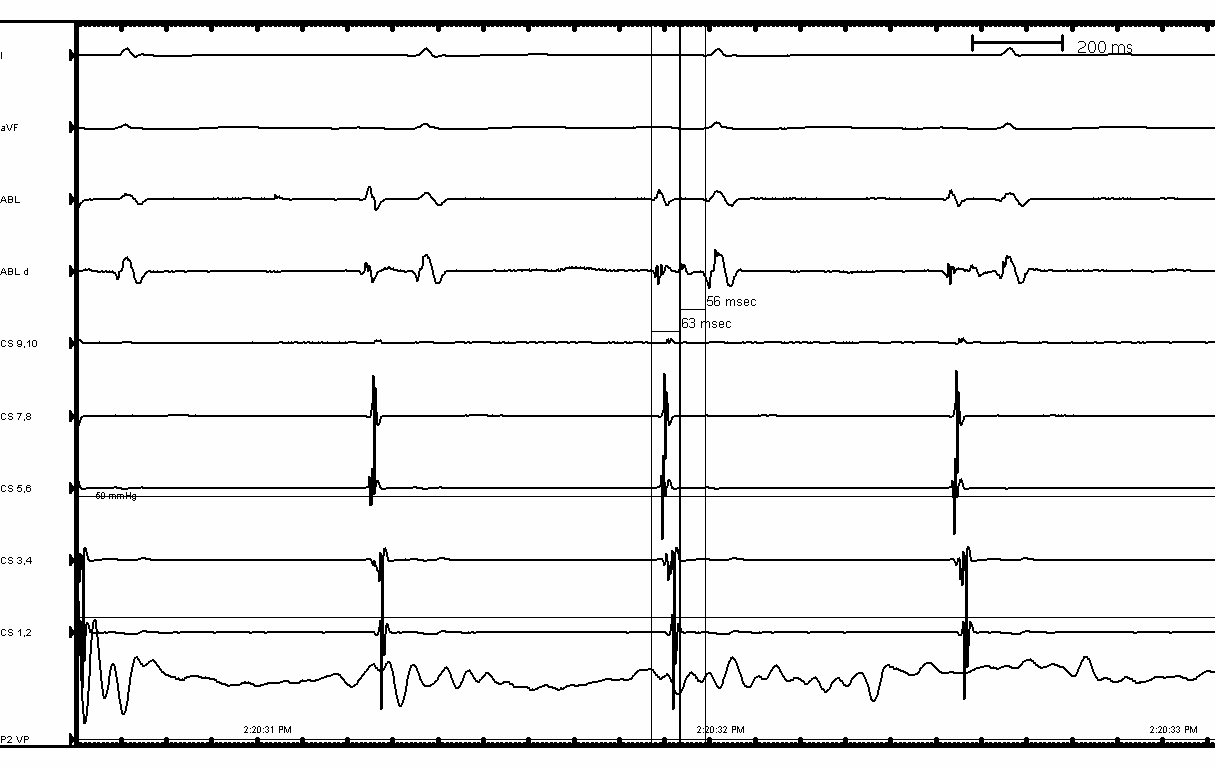 I
200 ms
aVF
ABL
ABL d
56 msec
63 msec
CS 9,10
CS 7,8
CS 5,6
50 mmHg
CS 3,4
CS 1,2
2:20:31 PM
2:20:32 PM
2:20:33 PM
P2 VP